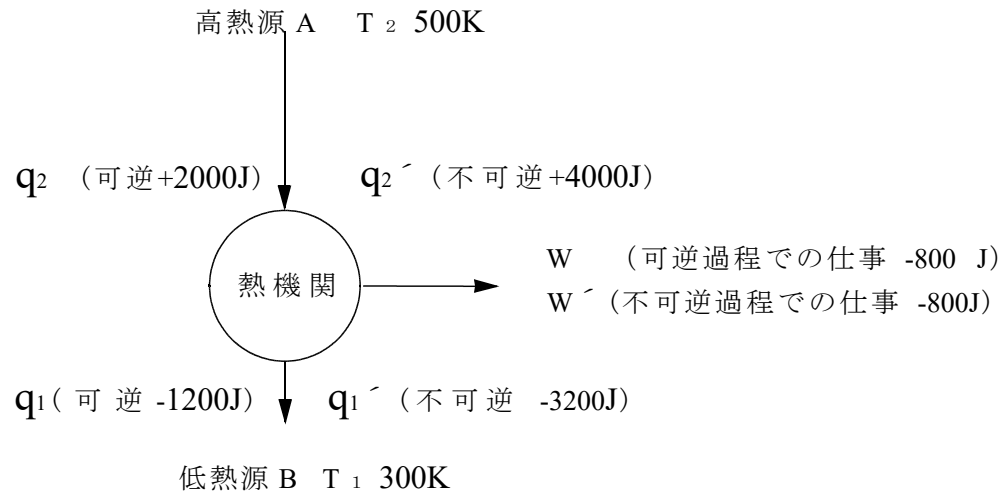 高熱源 A T ₂ 500K
q₂ (可逆+2000J) q₂´ (不可逆+4000J)
W (可逆過程での仕事 -800 J)
熱機関
W´(不可逆過程での仕事 -800J)
q₁( 可 逆 -1200J) q₁´ (不可逆 -3200J)
低熱源 B T ₁ 300K